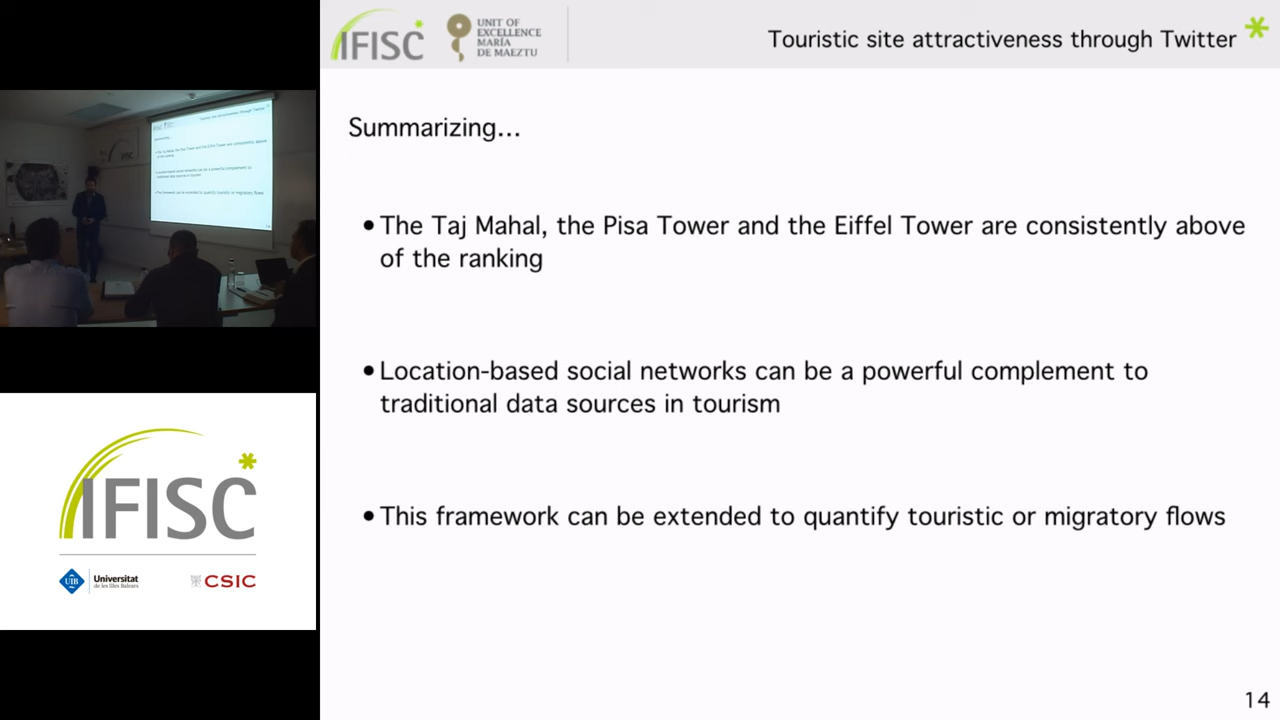 IFISC
UNIT OF
EXCELLENCE
MARÍA
DE MAEZTU
Touristic site attractiveness through Twitter
Summarizing...
• The Taj Mahal, the Pisa Tower and the Eiffel Tower are consistently above
of the ranking
• Location-based social networks can be a powerful complement to
traditional data sources in tourism
• This framework can be extended to quantify touristic or migratory flows
14
IFISC
UIB
Universitat
de les Illes Balears
CSIC